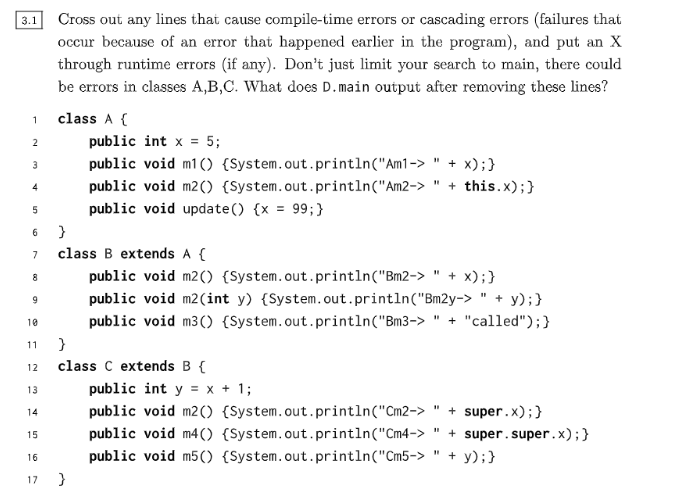 3.1 Cross out any lines that cause compile-time errors or cascading errors (failures that
occur because of an error that happened earlier in the program), and put an X
through runtime errors (if any). Don't just limit your search to main, there could
be errors in classes A,B,C. What does D.main output after removing these lines?
1 class A {
2 public int x = 5;
3 public void m1() {System.out.println("Am1-> " + x);}
4 public void m2() {System.out.println("Am2-> " + this.x);}
5 public void update() {x = 99;}
6 }
7 class B extends A {
8 public void m2() {System.out.println("Bm2-> " + x);}
9 public void m2(int y) {System.out.println("Bm2y-> " + y);}
10 public void m3() {System.out.println("Bm3-> " + "called");}
11 }
12 class C extends B {
13 public int y = x + 1;
14 public void m2() {System.out.println("Cm2-> " + super.x);}
15 public void m4() {System.out.println("Cm4-> " + super.super.x);}
16 public void m5() {System.out.println("Cm5-> " + y);}
17 }